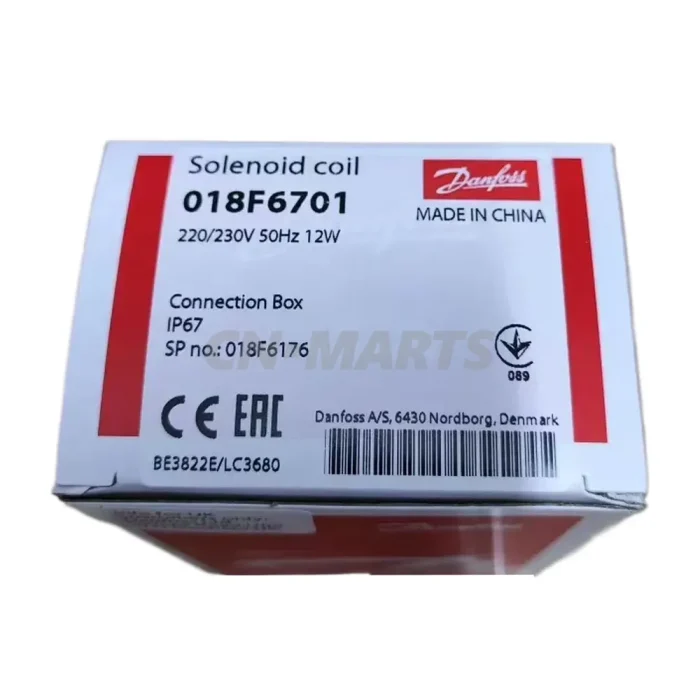 Solenoid coil
Danfoss
018F6701
MADE IN CHINA
220/230V 50Hz 12W
Connection Box
IP67
CN-MARTS
SP no.: 018F6176
089
CE EAC
Danfoss A/S, 6430 Nordborg, Denmark
BE3822E/LC3680
Danfoss